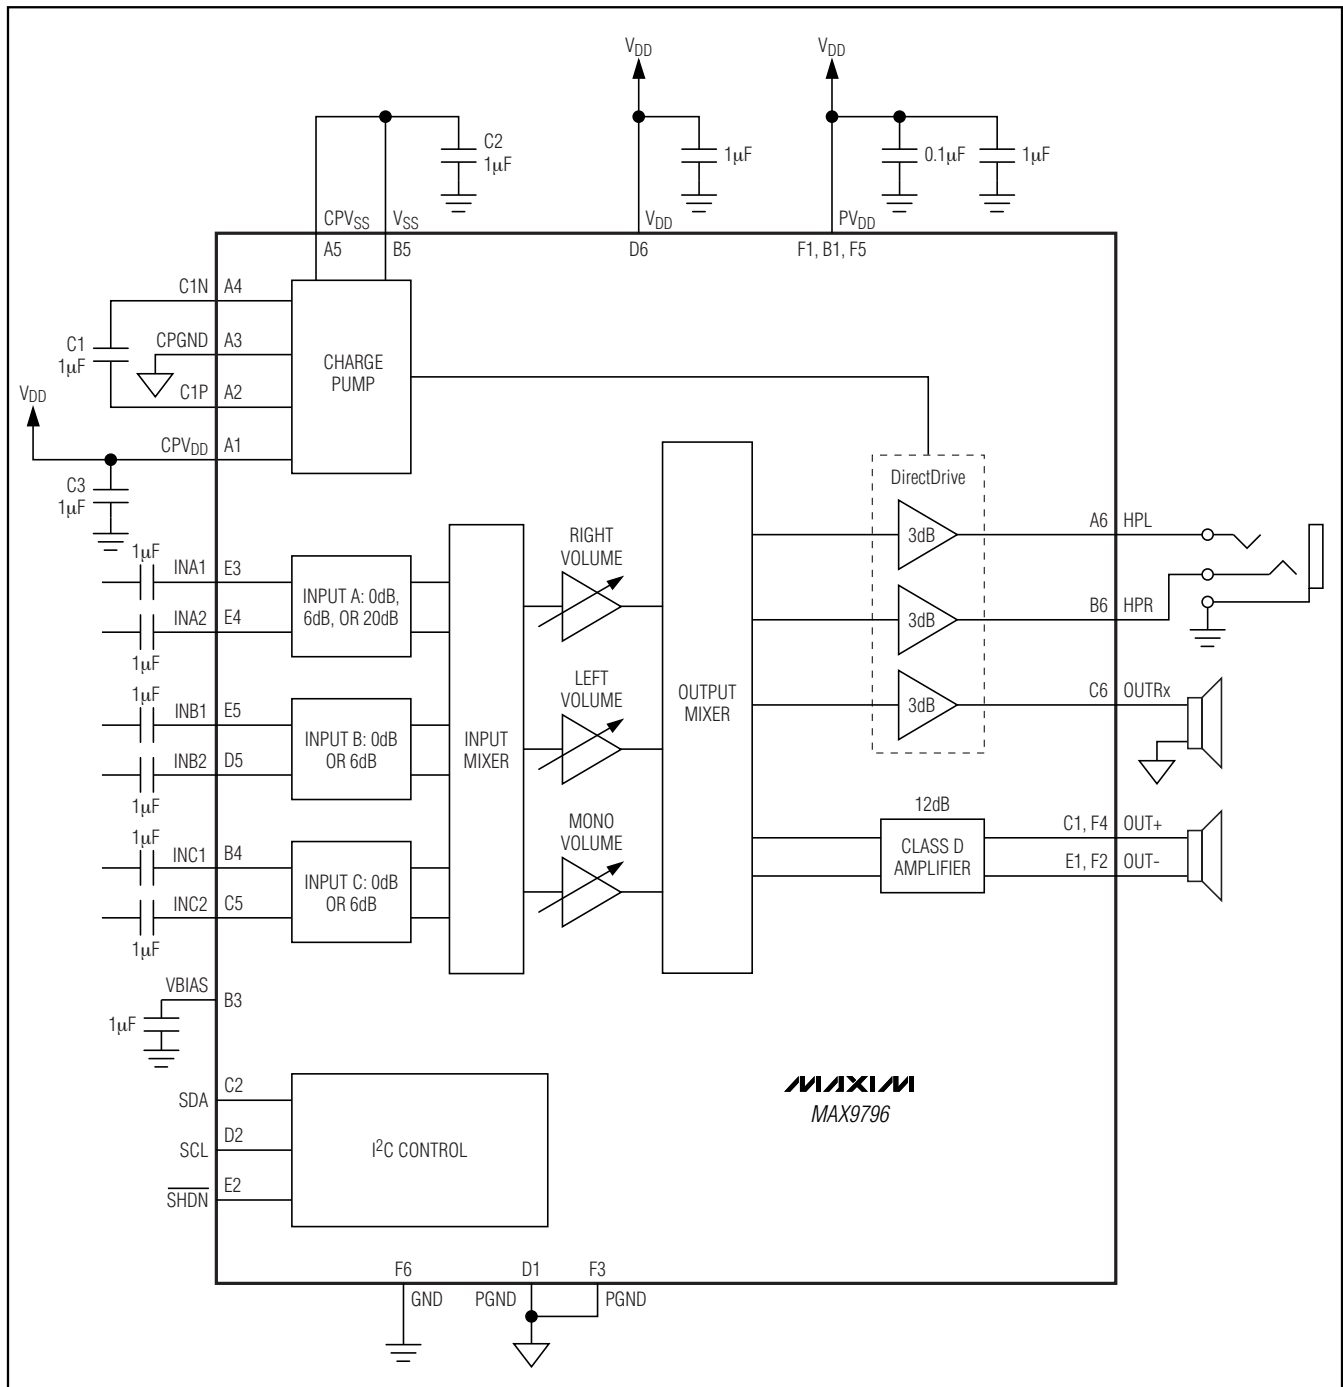 VDD
VDD
C2
1µF
1µF
0.1µF
1µF
CPVSS
VSS
VDD
PVDD
A5
B5
D6
F1, B1, F5
C1N
A4
C1
1µF
CPGND
A3
CHARGE
PUMP
C1P
A2
VDD
CPVDD
A1
C3
1µF
DirectDrive
1µF
INA1
E3
INPUT A: 0dB,
6dB, OR 20dB
INA2
E4
1µF
RIGHT
VOLUME
3dB
A6
HPL
3dB
B6
HPR
1µF
INB1
E5
INPUT B: 0dB
OR 6dB
INB2
D5
1µF
INPUT
MIXER
LEFT
VOLUME
OUTPUT
MIXER
3dB
C6
OUTRx
1µF
INC1
B4
INPUT C: 0dB
OR 6dB
INC2
C5
1µF
MONO
VOLUME
12dB
CLASS D
AMPLIFIER
C1, F4
OUT+
E1, F2
OUT-
VBIAS
B3
1µF
SDA
C2
SCL
D2
SHDN
E2
I2C CONTROL
MAXIM
MAX9796
F6
D1
F3
GND
PGND
PGND